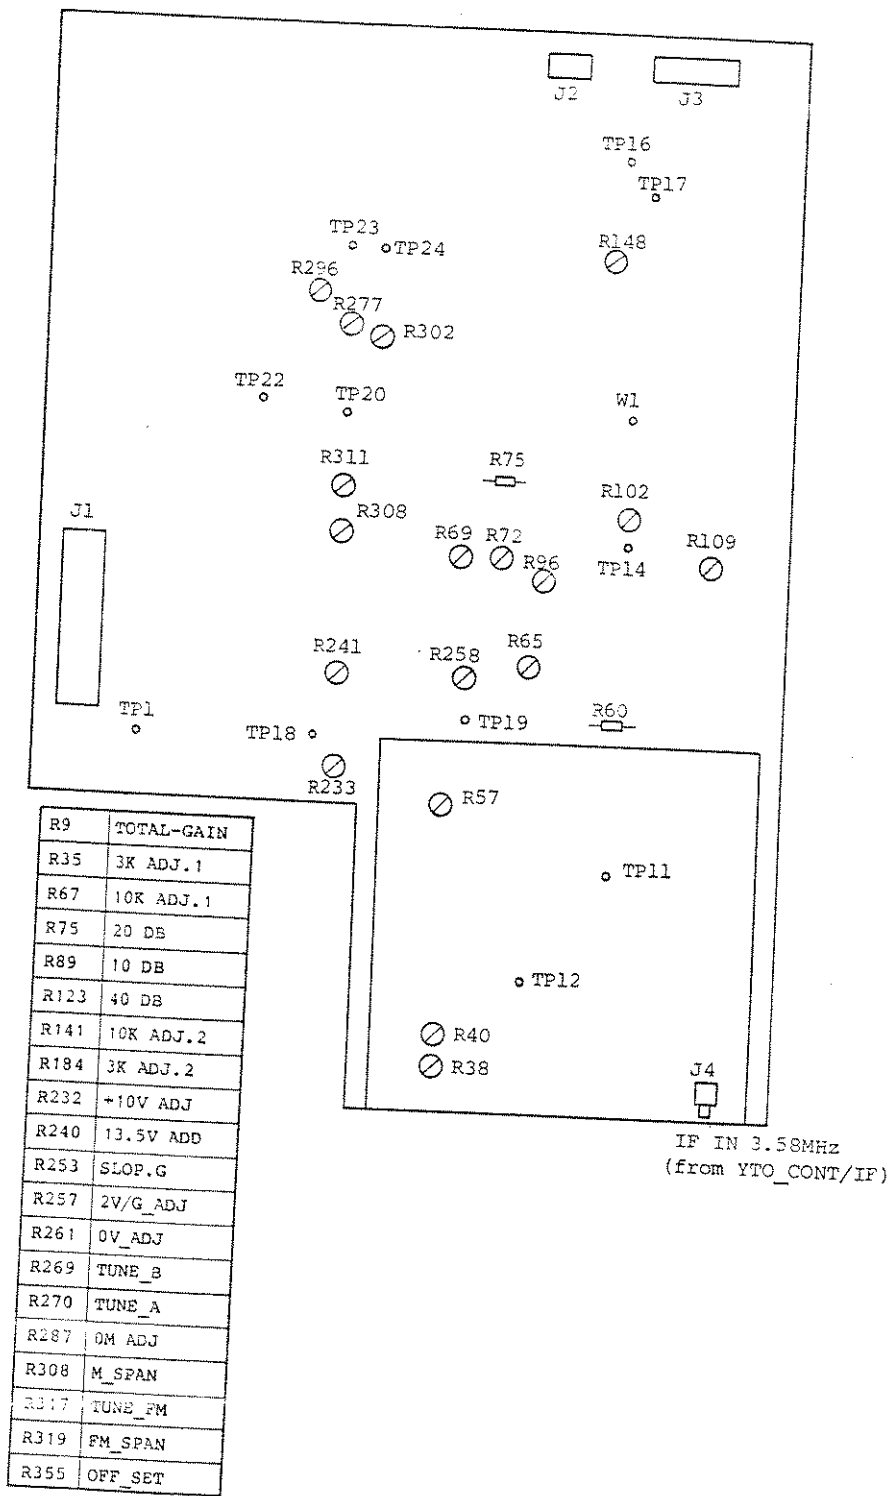 J2
J3
TP16
TP17
TP23
TP24
R148
R296
R277
R302
TP22
TP20
W1
R311
R75
R102
J1
R308
R69
R72
R96
TP14
R109
R241
R258
R65
TP1
TP18
TP19
R60
R233
R57
TP11
TP12
R40
R38
J4
IF IN 3.58MHz
(from YTO_CONT/IF)
R9 TOTAL-GAIN
R35 3K ADJ.1
R67 10K ADJ.1
R75 20 DB
R89 10 DB
R123 40 DB
R141 10K ADJ.2
R184 3K ADJ.2
R232 +10V ADJ
R240 13.5V ADD
R253 SLOP.G
R257 2V/G_ADJ
R261 0V_ADJ
R269 TUNE_B
R270 TUNE_A
R287 0M ADJ
R308 M_SPAN
R317 TUNE_FM
R319 FM_SPAN
R355 OFF_SET